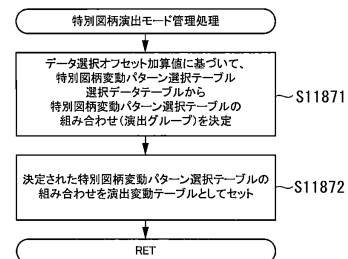 特別図柄演出モード管理処理
データ選択オフセット加算値に基づいて、
特別図柄変動パターン選択テーブル
選択データテーブルから
特別図柄変動パターン選択テーブルの
組み合わせ(演出グループ)を決定
S11871
決定された特別図柄変動パターン選択テーブルの
組み合わせを演出変動テーブルとしてセット
S11872
RET